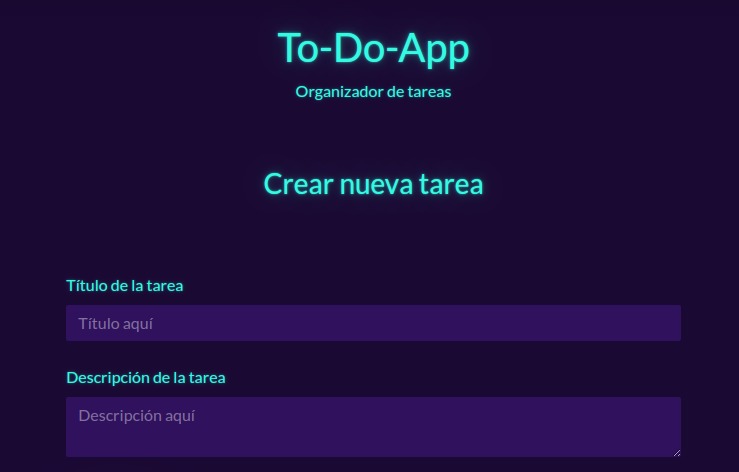 To-Do-App
Organizador de tareas
Crear nueva tarea
Título de la tarea
Título aquí
Descripción de la tarea
Descripción aquí